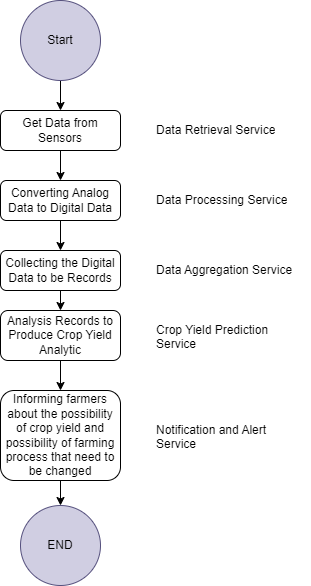 Start
Get Data from
Sensors
Data Retrieval Service
Converting Analog
Data to Digital Data
Data Processing Service
Collecting the Digital
Data to be Records
Data Aggregation Service
Analysis Records to
Produce Crop Yield
Analytic
Crop Yield Prediction
Service
Informing farmers
about the possibility
of crop yield and
possibility of farming
process that need to
be changed
Notification and Alert
Service
END